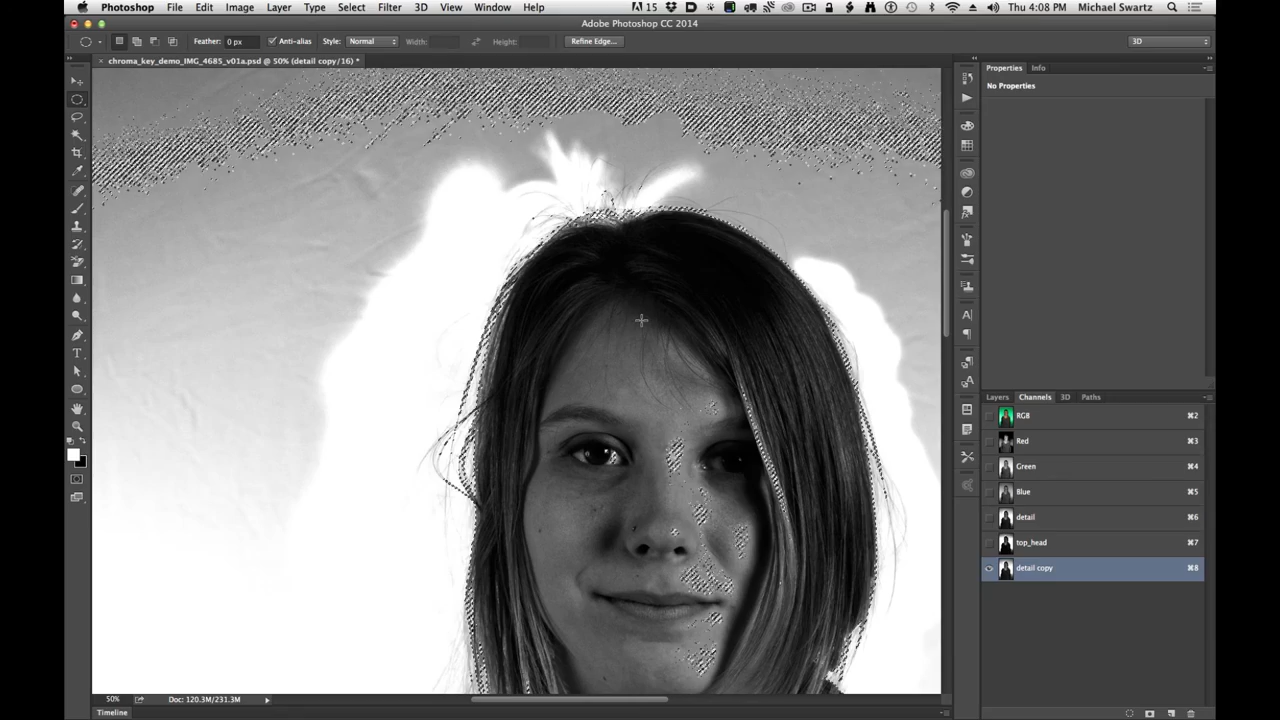 Photoshop File Edit Image Layer Type Select Filter 3D View Window Help 15 Thu 4:08 PM Michael Swartz
Adobe Photoshop CC 2014
Feather: 0 px Anti-alias Style: Normal Width: Height: Refine Edge... 3D
× chroma_key_demo_IMG_4685_v01a.psd @ 50% (detail copy/16) *
Properties Info
No Properties
Layers Channels 3D Paths
RGB ⌘2
Red ⌘3
Green ⌘4
Blue ⌘5
detail ⌘6
top_head ⌘7
detail copy ⌘8
50% Doc: 120.3M/231.3M
Timeline